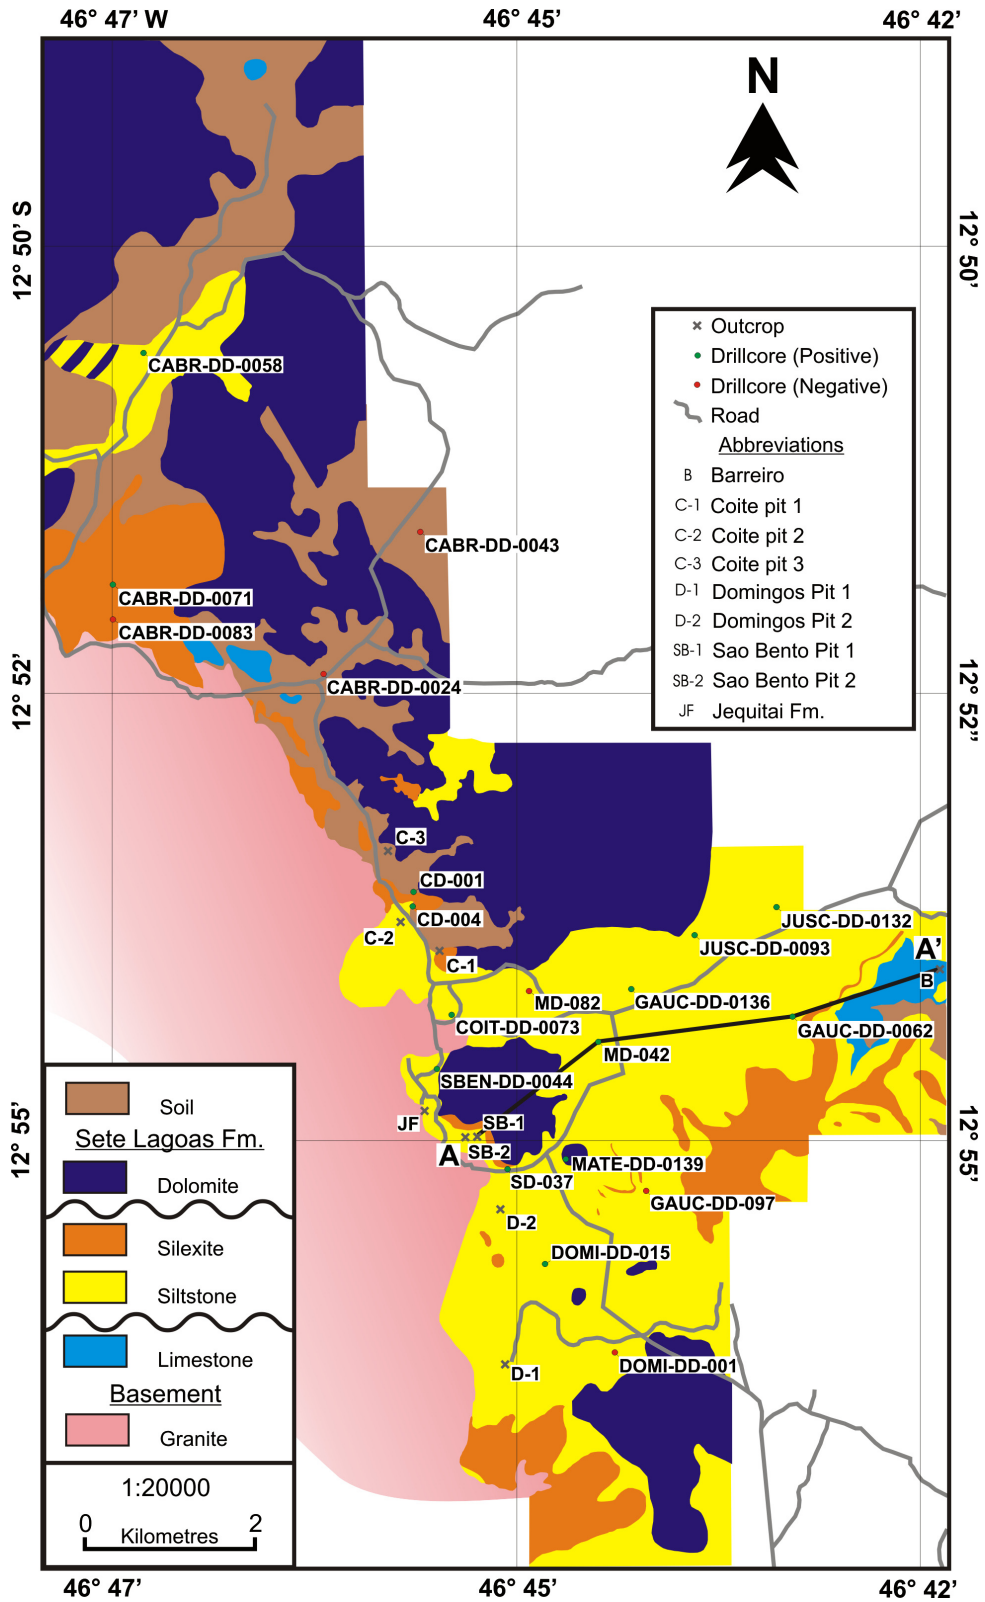 46° 47’ W
46° 45’
46° 42’
N
12° 50’ S
12° 50’
Outcrop
Drillcore (Positive)
Drillcore (Negative)
Road
Abbreviations
B Barreiro
C-1 Coite pit 1
C-2 Coite pit 2
C-3 Coite pit 3
D-1 Domingos Pit 1
D-2 Domingos Pit 2
SB-1 Sao Bento Pit 1
SB-2 Sao Bento Pit 2
JF Jequitai Fm.
CABR-DD-0058
CABR-DD-0043
CABR-DD-0071
CABR-DD-0083
CABR-DD-0024
12° 52’
12° 52’’
C-3
CD-001
CD-004
C-2
C-1
JUSC-DD-0132
JUSC-DD-0093
A’
B
MD-082
GAUC-DD-0136
COIT-DD-0073
GAUC-DD-0062
MD-042
SBEN-DD-0044
JF
SB-1
A
SB-2
MATE-DD-0139
SD-037
GAUC-DD-097
D-2
DOMI-DD-015
DOMI-DD-001
D-1
12° 55’
12° 55’
Soil
Sete Lagoas Fm.
Dolomite
Silexite
Siltstone
Limestone
Basement
Granite
1:20000
0 2
Kilometres
46° 47’
46° 45’
46° 42’